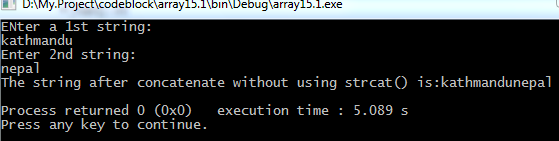 D:\My.Project\codeblock\array15.1\bin\Debug\array15.1.exe
ENter a 1st string:
kathmandu
Enter 2nd string:
nepal
The string after concatenate without using strcat() is:kathmandunepal
Process returned 0 (0x0)   execution time : 5.089 s
Press any key to continue.